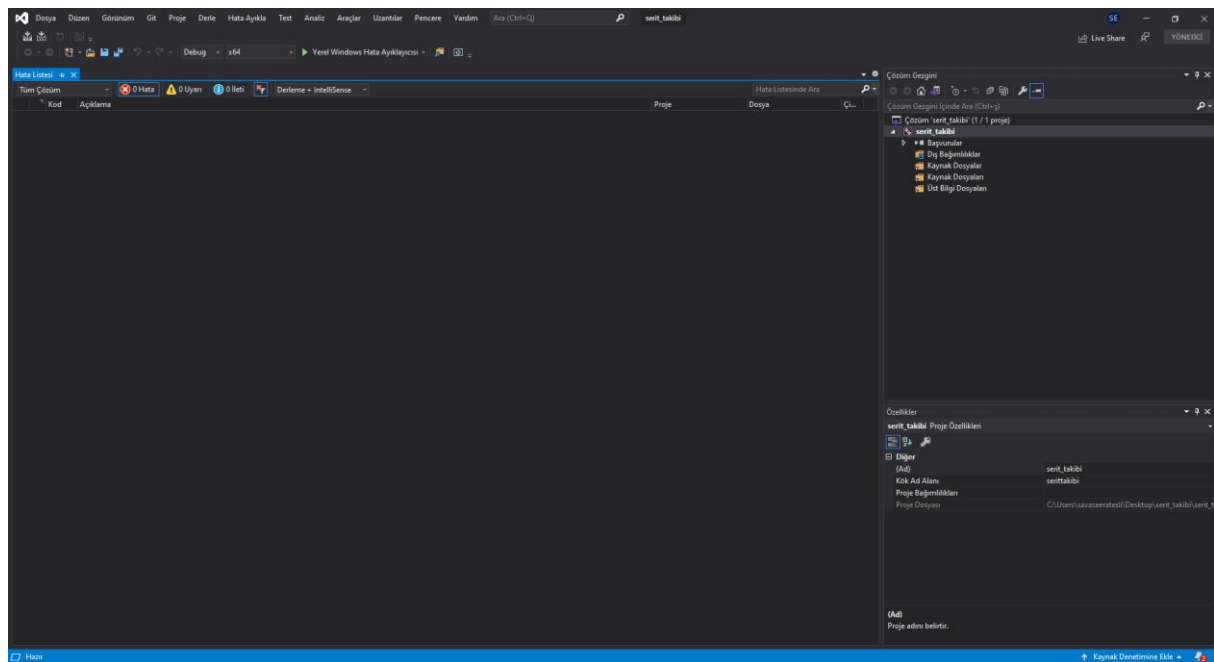 Dosya Düzen Görünüm Git Proje Derle Hata Ayıkla Test Analiz Araçlar Uzantılar Pencere Yardım Ara (Ctrl+Q) serit_takibi SE
Live Share YÖNETİCİ
Debug x64 Yerel Windows Hata Ayıklayıcısı
Hata Listesi
Tüm Çözüm 0 Hata 0 Uyarı 0 İleti Derleme + IntelliSense Hata Listesinde Ara
Kod Açıklama Proje Dosya Çi...
Çözüm Gezgini
Çözüm Gezgini İçinde Ara (Ctrl+ş)
Çözüm 'serit_takibi' (1 / 1 proje)
serit_takibi
Başvurular
Dış Bağımlılıklar
Kaynak Dosyalar
Kaynak Dosyaları
Üst Bilgi Dosyaları
Özellikler
serit_takibi Proje Özellikleri
Diğer
(Ad) serit_takibi
Kök Ad Alanı serittakibi
Proje Bağımlılıkları
Proje Dosyası C:\Users\savaseeratesli\Desktop\serit_takibi\serit_t
(Ad)
Proje adını belirtir.
Hazır Kaynak Denetimine Ekle 2